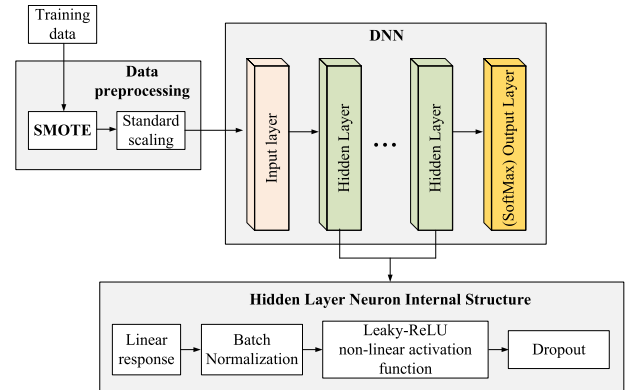 Training
data
Data
preprocessing
SMOTE
Standard
scaling
DNN
Input layer
Hidden Layer
...
Hidden Layer
(SoftMax) Output Layer
Hidden Layer Neuron Internal Structure
Linear
response
Batch
Normalization
Leaky-ReLU
non-linear activation
function
Dropout